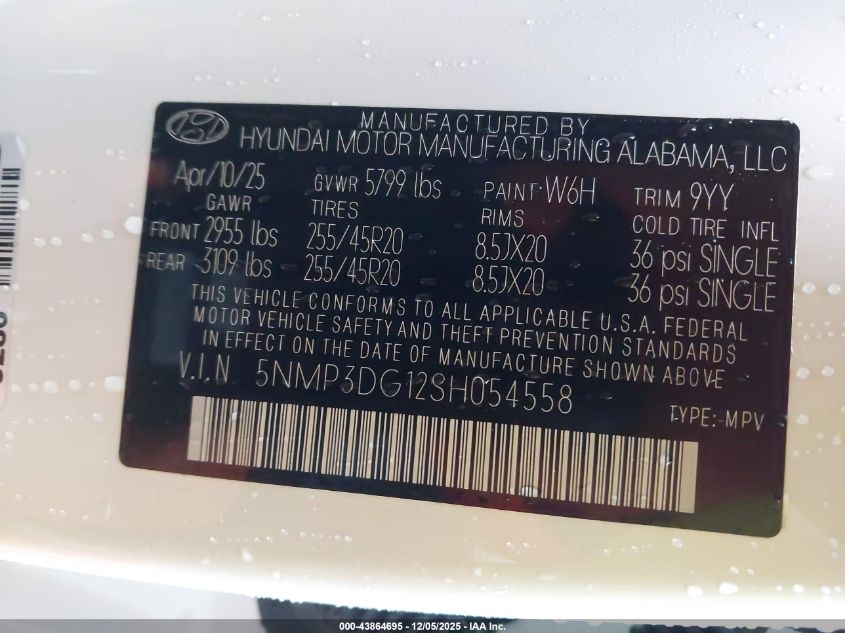 MANUFACTURED BY
HYUNDAI MOTOR MANUFACTURING ALABAMA, LLC
Apr/10/25 GVWR 5799 lbs PAINT: W6H TRIM 9YY
GAWR TIRES RIMS COLD TIRE INFL
FRONT 2955 lbs 255/45R20 8.5JX20 36 psi SINGLE
REAR 3109 lbs 255/45R20 8.5JX20 36 psi SINGLE
THIS VEHICLE CONFORMS TO ALL APPLICABLE U.S.A. FEDERAL
MOTOR VEHICLE SAFETY AND THEFT PREVENTION STANDARDS
IN EFFECT ON THE DATE OF MANUFACTURE SHOWN ABOVE
V.I.N 5NMP3DG12SH054558
TYPE: MPV
000-43864695 - 12/05/2025 - IAA Inc.